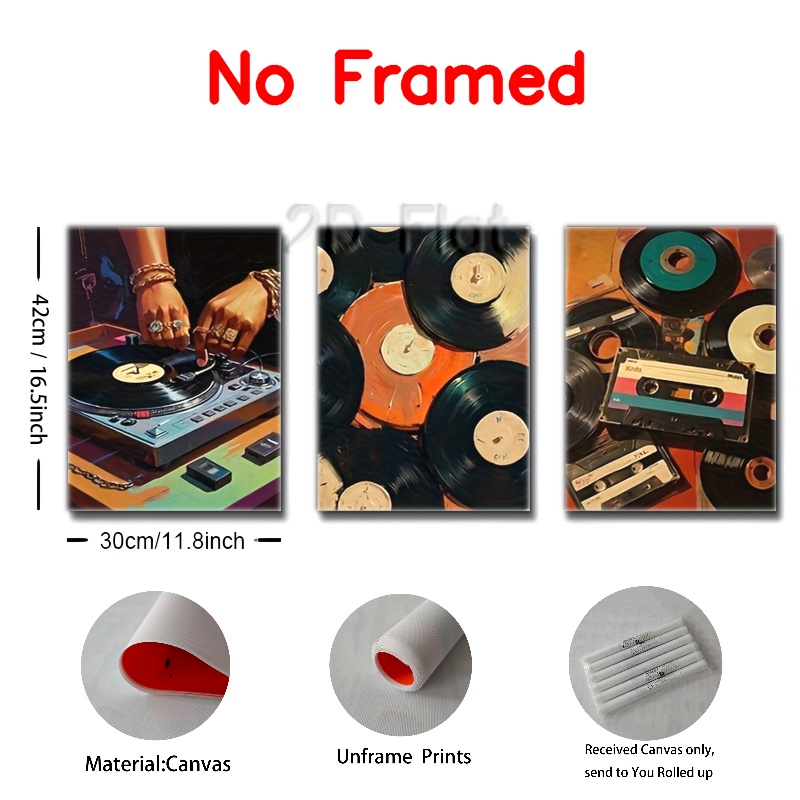 No Framed
2D Flat
42cm / 16.5inch
30cm/11.8inch
Material:Canvas
Unframe Prints
Received Canvas only,
send to You Rolled up